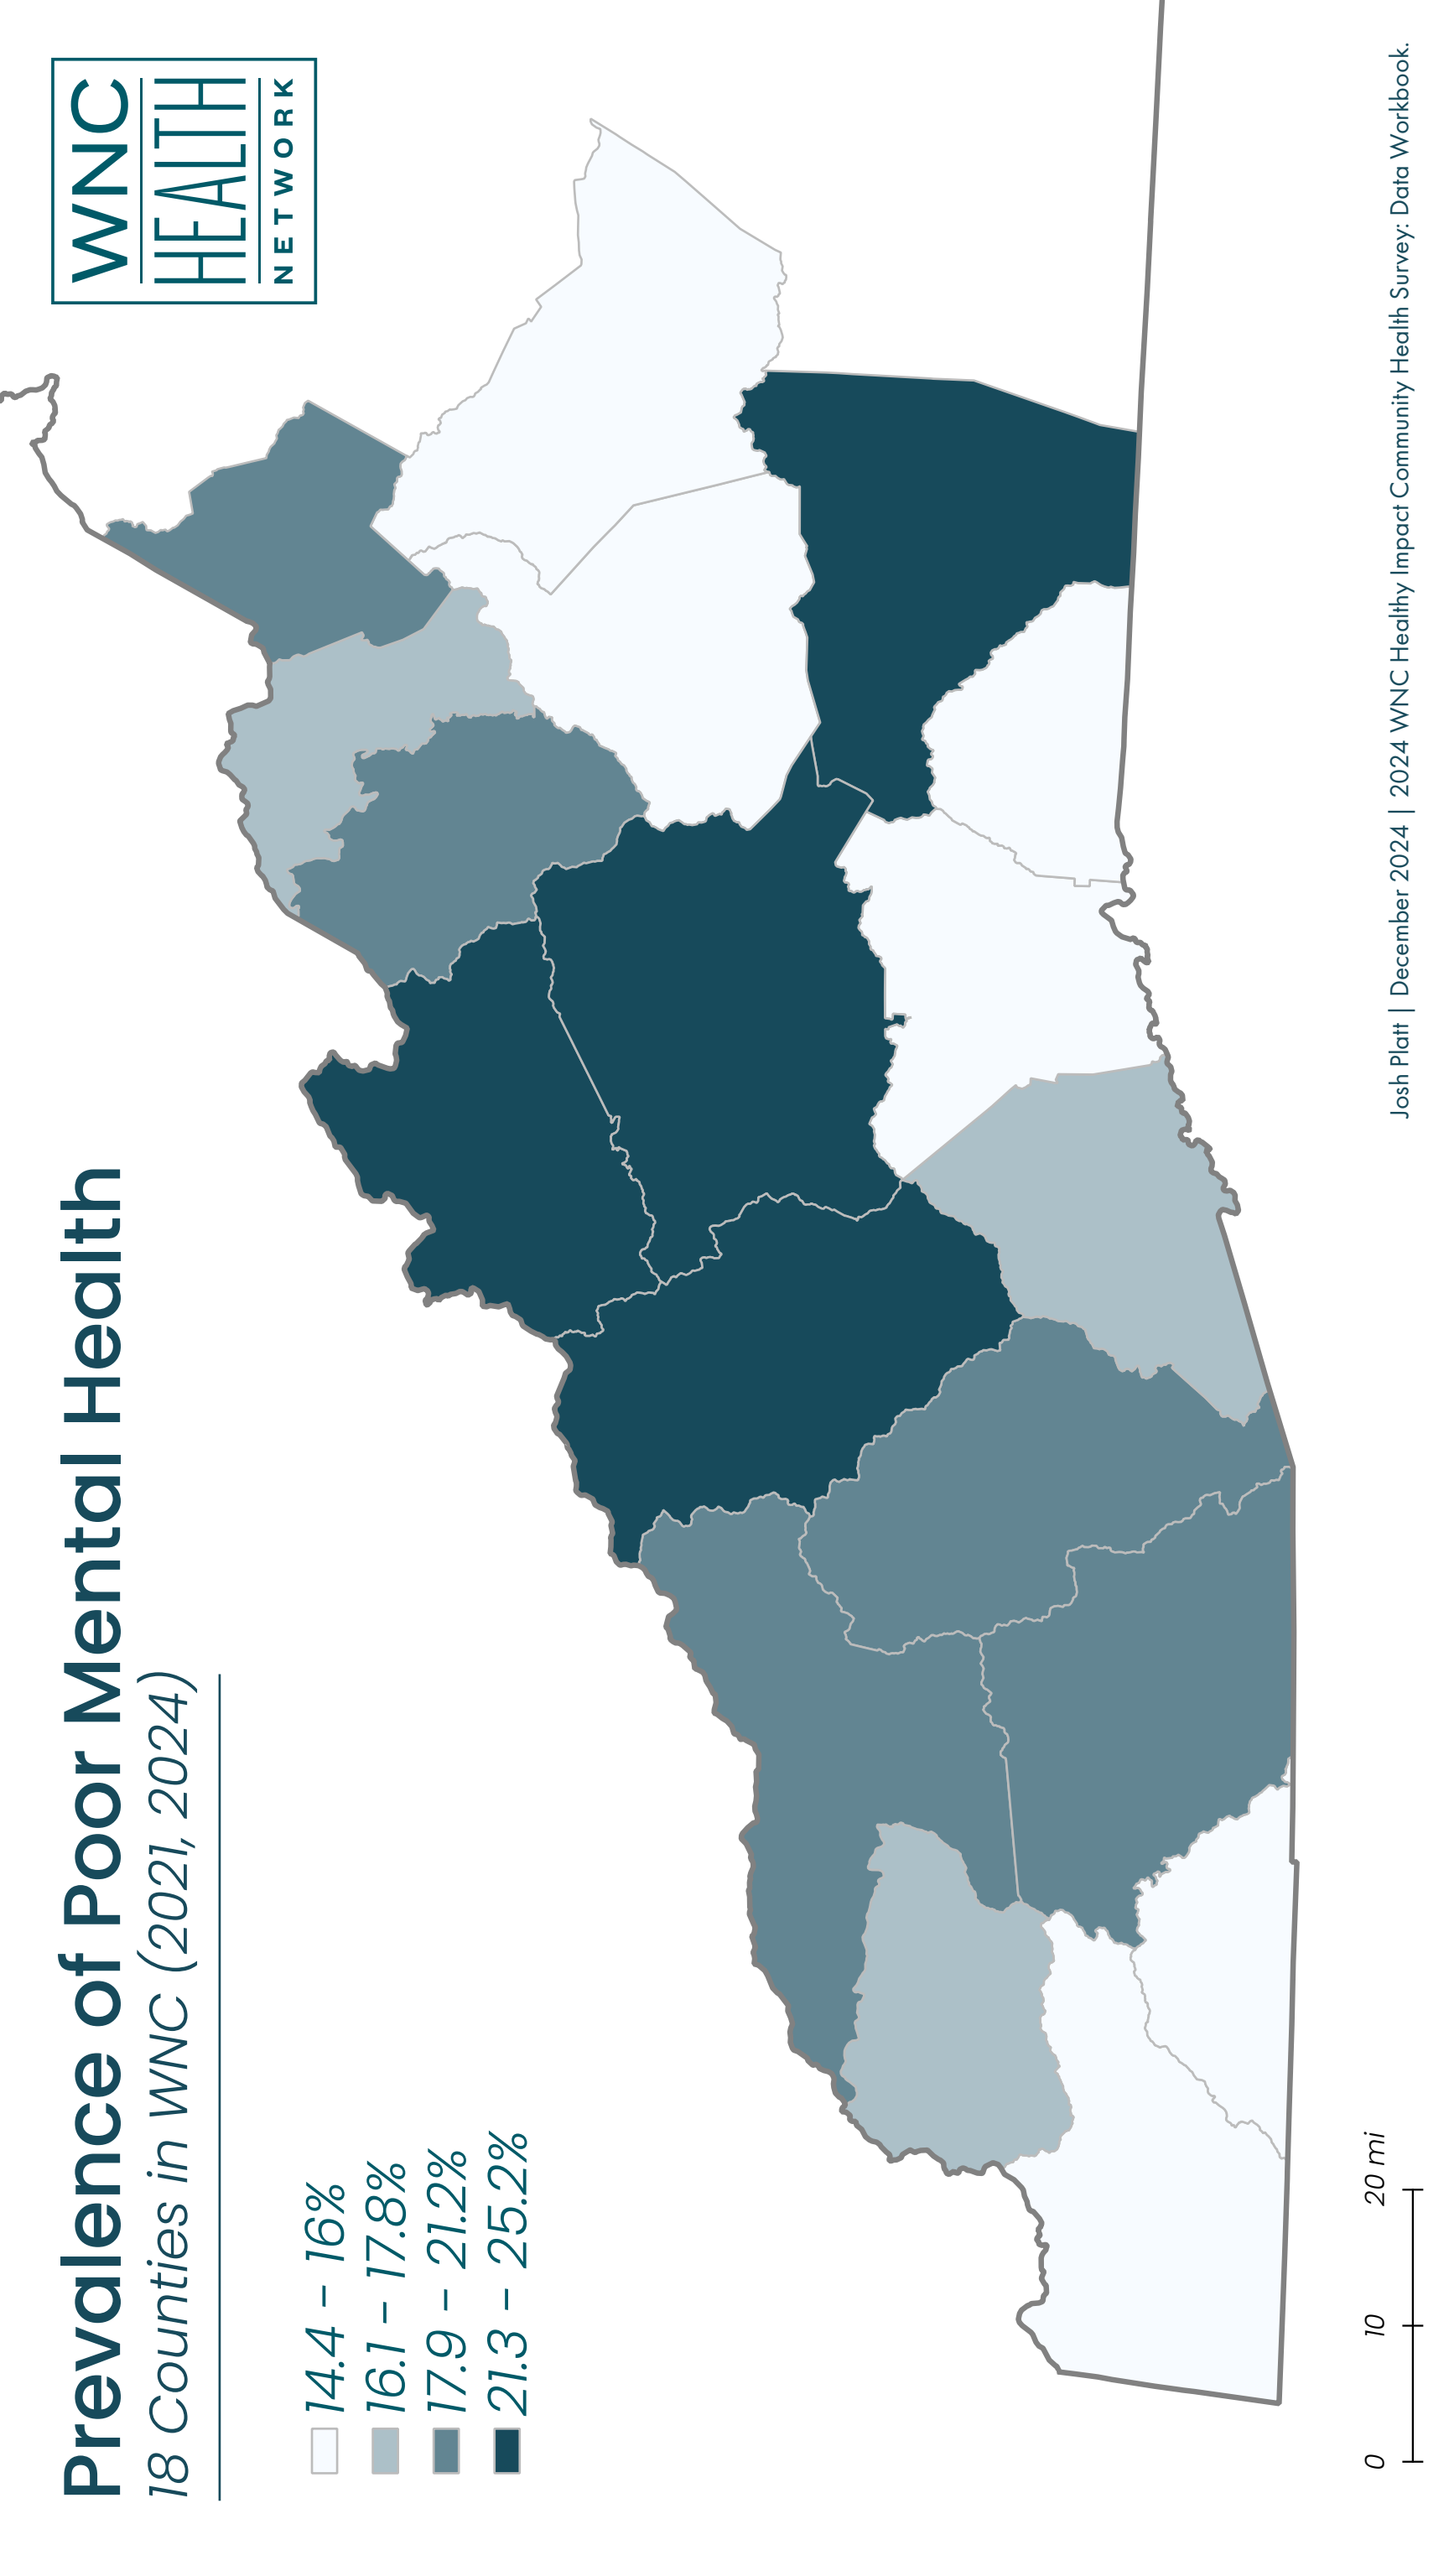 Prevalence of Poor Mental Health
18 Counties in WNC (2021, 2024)
WNC
HEALTH
NETWORK
14.4 - 16%
16.1 - 17.8%
17.9 - 21.2%
21.3 - 25.2%
0 10 20 mi
Josh Platt | December 2024 | 2024 WNC Healthy Impact Community Health Survey: Data Workbook.